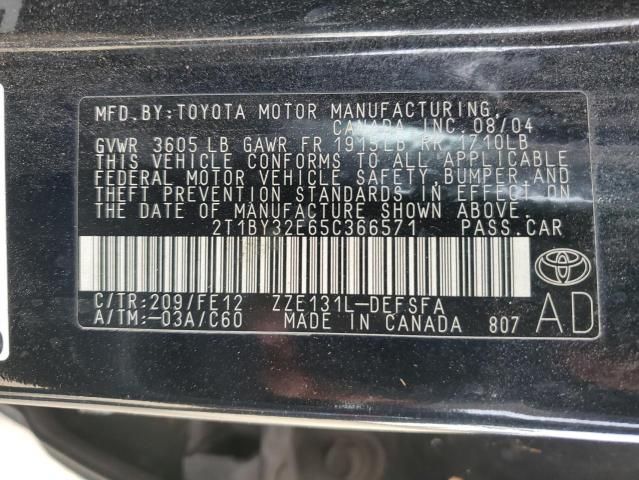 MFD.BY:TOYOTA MOTOR MANUFACTURING,
CANADA, INC. 08/04
GVWR 3605 LB GAWR FR 1915LB RR 1710LB
THIS VEHICLE CONFORMS TO ALL APPLICABLE
FEDERAL MOTOR VEHICLE SAFETY, BUMPER AND
THEFT PREVENTION STANDARDS IN EFFECT ON
THE DATE OF MANUFACTURE SHOWN ABOVE.
2T1BY32E65C366571 PASS.CAR
C/TR:209/FE12 ZZE131L-DEFSFA
A/TM:-03A/C60 MADE IN CANADA 807
AD